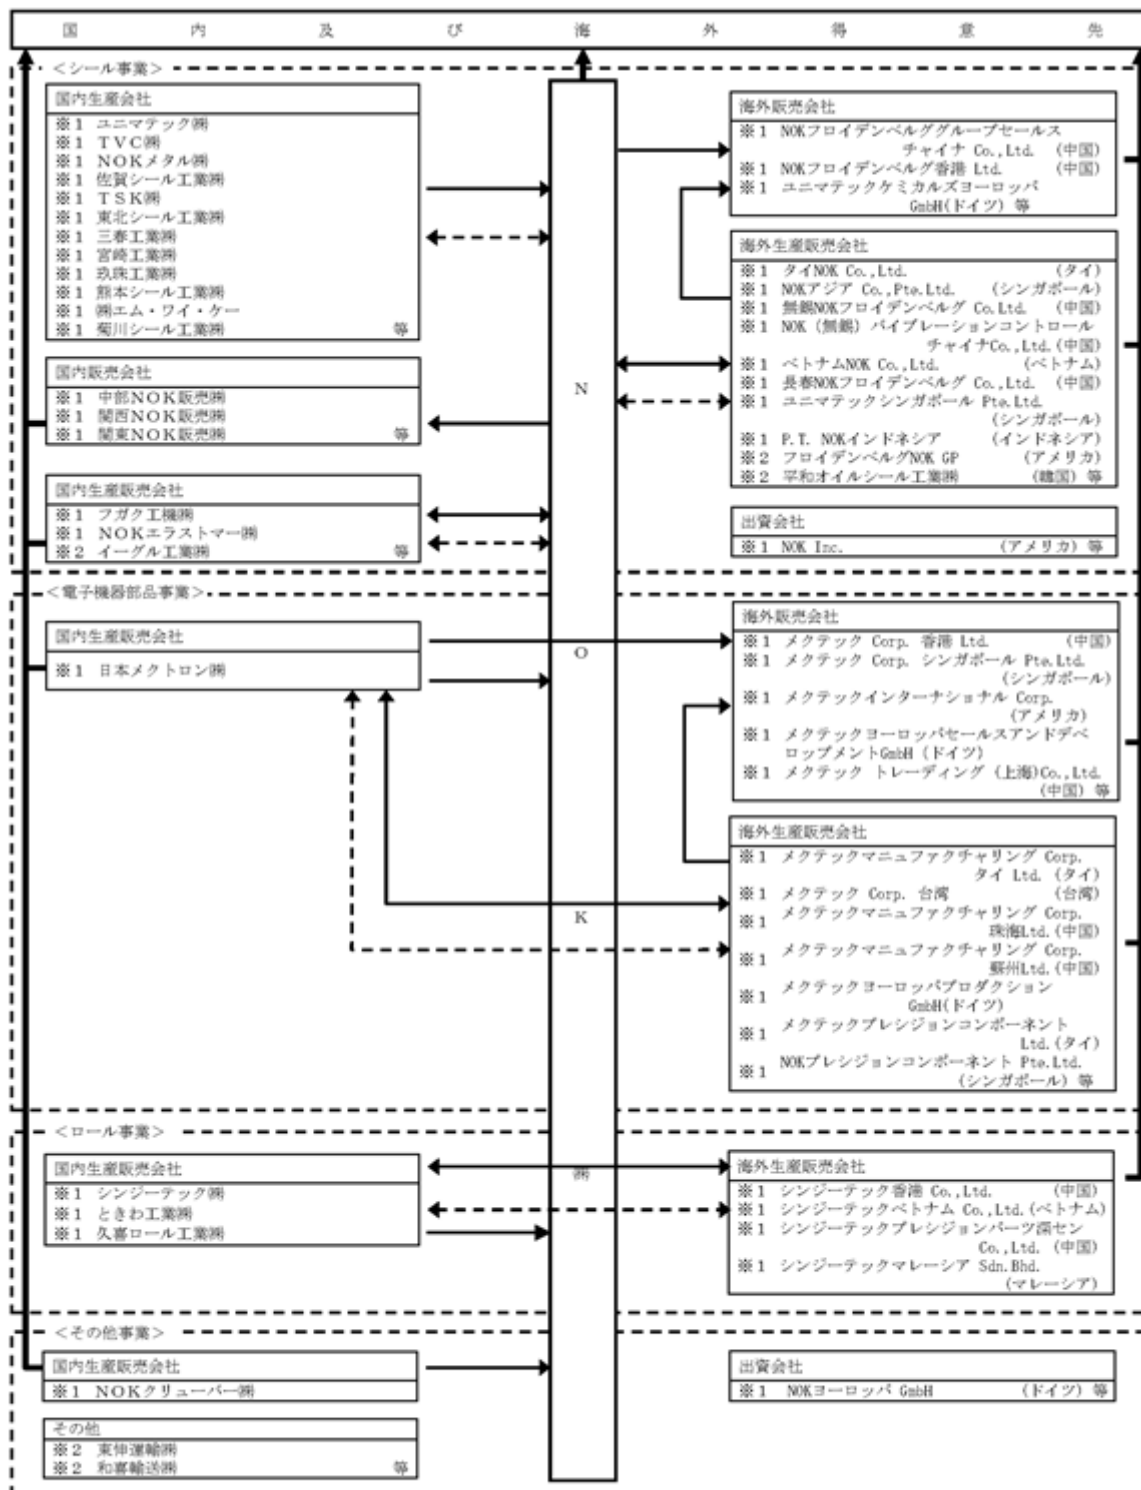 国内及び海外得意先
＜シール事業＞
国内生産会社
※1 ユニマテック㈱
※1 TVC㈱
※1 NOKメタル㈱
※1 佐賀シール工業㈱
※1 TSK㈱
※1 東北シール工業㈱
※1 三春工業㈱
※1 宮崎工業㈱
※1 玖珠工業㈱
※1 熊本シール工業㈱
※1 ㈱エム・ワイ・ケー
※1 菊川シール工業㈱ 等
国内販売会社
※1 中部NOK販売㈱
※1 関西NOK販売㈱
※1 関東NOK販売㈱ 等
国内生産販売会社
※1 フガク工機㈱
※1 NOKエラストマー㈱
※2 イーグル工業㈱ 等
海外販売会社
※1 NOKフロイデンベルググループセールス
チャイナ Co.,Ltd. (中国)
※1 NOKフロイデンベルグ香港 Ltd. (中国)
※1 ユニマテックケミカルズヨーロッパ
GmbH(ドイツ) 等
海外生産販売会社
※1 タイNOK Co.,Ltd. (タイ)
※1 NOKアジア Co.,Pte.Ltd. (シンガポール)
※1 無錫NOKフロイデンベルグ Co.Ltd. (中国)
※1 NOK (無錫) バイブレーションコントロール
チャイナCo.,Ltd.(中国)
※1 ベトナムNOK Co.,Ltd. (ベトナム)
※1 長春NOKフロイデンベルグ Co.,Ltd. (中国)
※1 ユニマテックシンガポール Pte.Ltd.
(シンガポール)
※1 P.T. NOKインドネシア (インドネシア)
※2 フロイデンベルグNOK GP (アメリカ)
※2 平和オイルシール工業㈱ (韓国) 等
出資会社
※1 NOK Inc. (アメリカ) 等
N
O
K
㈱
＜電子機器部品事業＞
国内生産販売会社
※1 日本メクトロン㈱
海外販売会社
※1 メクテック Corp. 香港 Ltd. (中国)
※1 メクテック Corp. シンガポール Pte.Ltd.
(シンガポール)
※1 メクテックインターナショナル Corp.
(アメリカ)
※1 メクテックヨーロッパセールスアンドデベ
ロップメントGmbH (ドイツ)
※1 メクテック トレーディング (上海)Co.,Ltd.
(中国) 等
海外生産販売会社
※1 メクテックマニュファクチャリング Corp.
タイ Ltd. (タイ)
※1 メクテック Corp. 台湾 (台湾)
※1 メクテックマニュファクチャリング Corp.
珠海Ltd.(中国)
※1 メクテックマニュファクチャリング Corp.
蘇州Ltd.(中国)
※1 メクテックヨーロッパプロダクション
GmbH(ドイツ)
※1 メクテックプレシジョンコンポーネント
Ltd.(タイ)
※1 NOKプレシジョンコンポーネント Pte.Ltd.
(シンガポール) 等
＜ロール事業＞
国内生産販売会社
※1 シンジーテック㈱
※1 ときわ工業㈱
※1 久喜ロール工業㈱
海外生産販売会社
※1 シンジーテック香港 Co.,Ltd. (中国)
※1 シンジーテックベトナム Co.,Ltd.(ベトナム)
※1 シンジーテックプレシジョンパーツ深セン
Co.,Ltd. (中国)
※1 シンジーテックマレーシア Sdn.Bhd.
(マレーシア)
＜その他事業＞
国内生産販売会社
※1 NOKクリューバー㈱
その他
※2 東伸運輸㈱
※2 和喜輸送㈱ 等
出資会社
※1 NOKヨーロッパ GmbH (ドイツ) 等